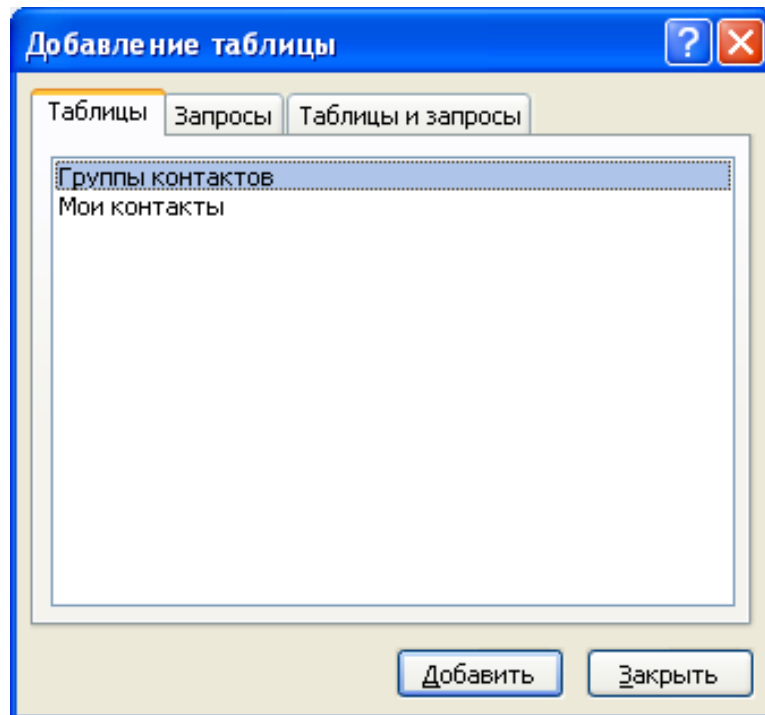 Добавление таблицы
Таблицы Запросы Таблицы и запросы
Группы контактов
Мои контакты
Добавить Закрыть